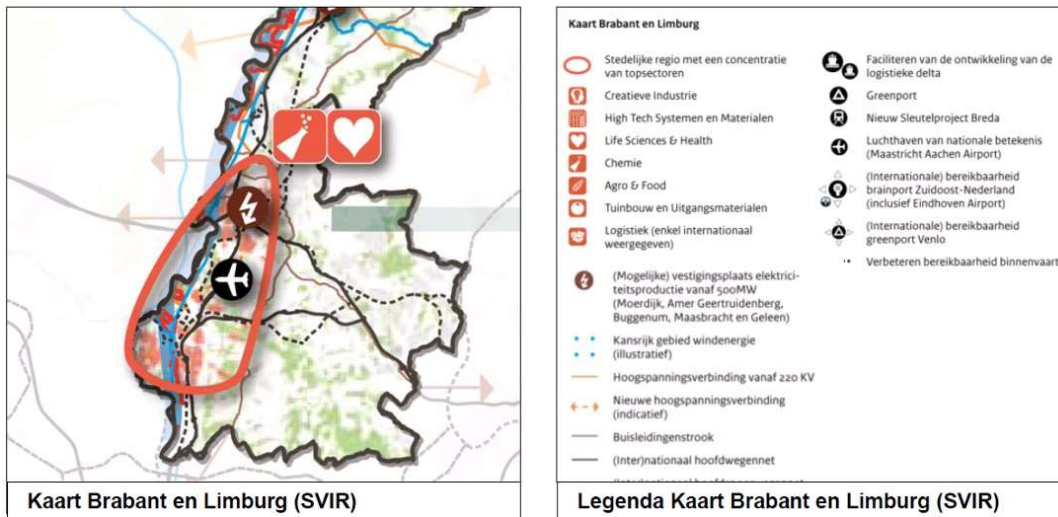 Kaart Brabant en Limburg
Stedelijke regio met een concentratie
van topsectoren
Creatieve Industrie
High Tech Systemen en Materialen
Life Sciences & Health
Chemie
Agro & Food
Tuinbouw en Uitgangsmaterialen
Logistiek (enkel internationaal
weergegeven)
(Mogelijke) vestigingsplaats elektrici-
teitsproductie vanaf 500MW
(Moerdijk, Amer Geertruidenberg,
Buggenum, Maasbracht en Geleen)
Kansrijk gebied windenergie
(illustratief)
Hoogspanningsverbinding vanaf 220 KV
Nieuwe hoogspanningsverbinding
(indicatief)
Buisleidingenstrook
(Inter)nationaal hoofdwegennet
Faciliteren van de ontwikkeling van de
logistieke delta
Greenport
Nieuw Sleutelproject Breda
Luchthaven van nationale betekenis
(Maastricht Aachen Airport)
(Internationale) bereikbaarheid
brainport Zuidoost-Nederland
(inclusief Eindhoven Airport)
(Internationale) bereikbaarheid
greenport Venlo
Verbeteren bereikbaarheid binnenvaart
Kaart Brabant en Limburg (SVIR)
Legenda Kaart Brabant en Limburg (SVIR)